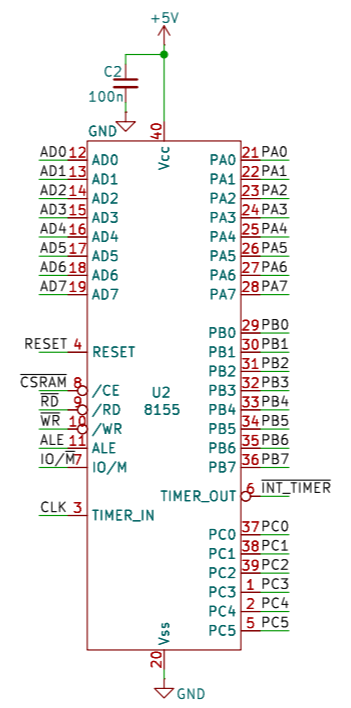 +5V
C2
100n
GND
40
Vcc
AD0 12 AD0 PA0 21 PA0
AD1 13 AD1 PA1 22 PA1
AD2 14 AD2 PA2 23 PA2
AD3 15 AD3 PA3 24 PA3
AD4 16 AD4 PA4 25 PA4
AD5 17 AD5 PA5 26 PA5
AD6 18 AD6 PA6 27 PA6
AD7 19 AD7 PA7 28 PA7
PB0 29 PB0
RESET 4 RESET PB1 30 PB1
PB2 31 PB2
CSRAM 8 /CE U2 PB3 32 PB3
RD 9 /RD 8155 PB4 33 PB4
WR 10 /WR PB5 34 PB5
ALE 11 ALE PB6 35 PB6
IO/M 7 IO/M PB7 36 PB7
TIMER_OUT 6 INT_TIMER
CLK 3 TIMER_IN
PC0 37 PC0
PC1 38 PC1
PC2 39 PC2
PC3 1 PC3
PC4 2 PC4
PC5 5 PC5
Vss
20
GND